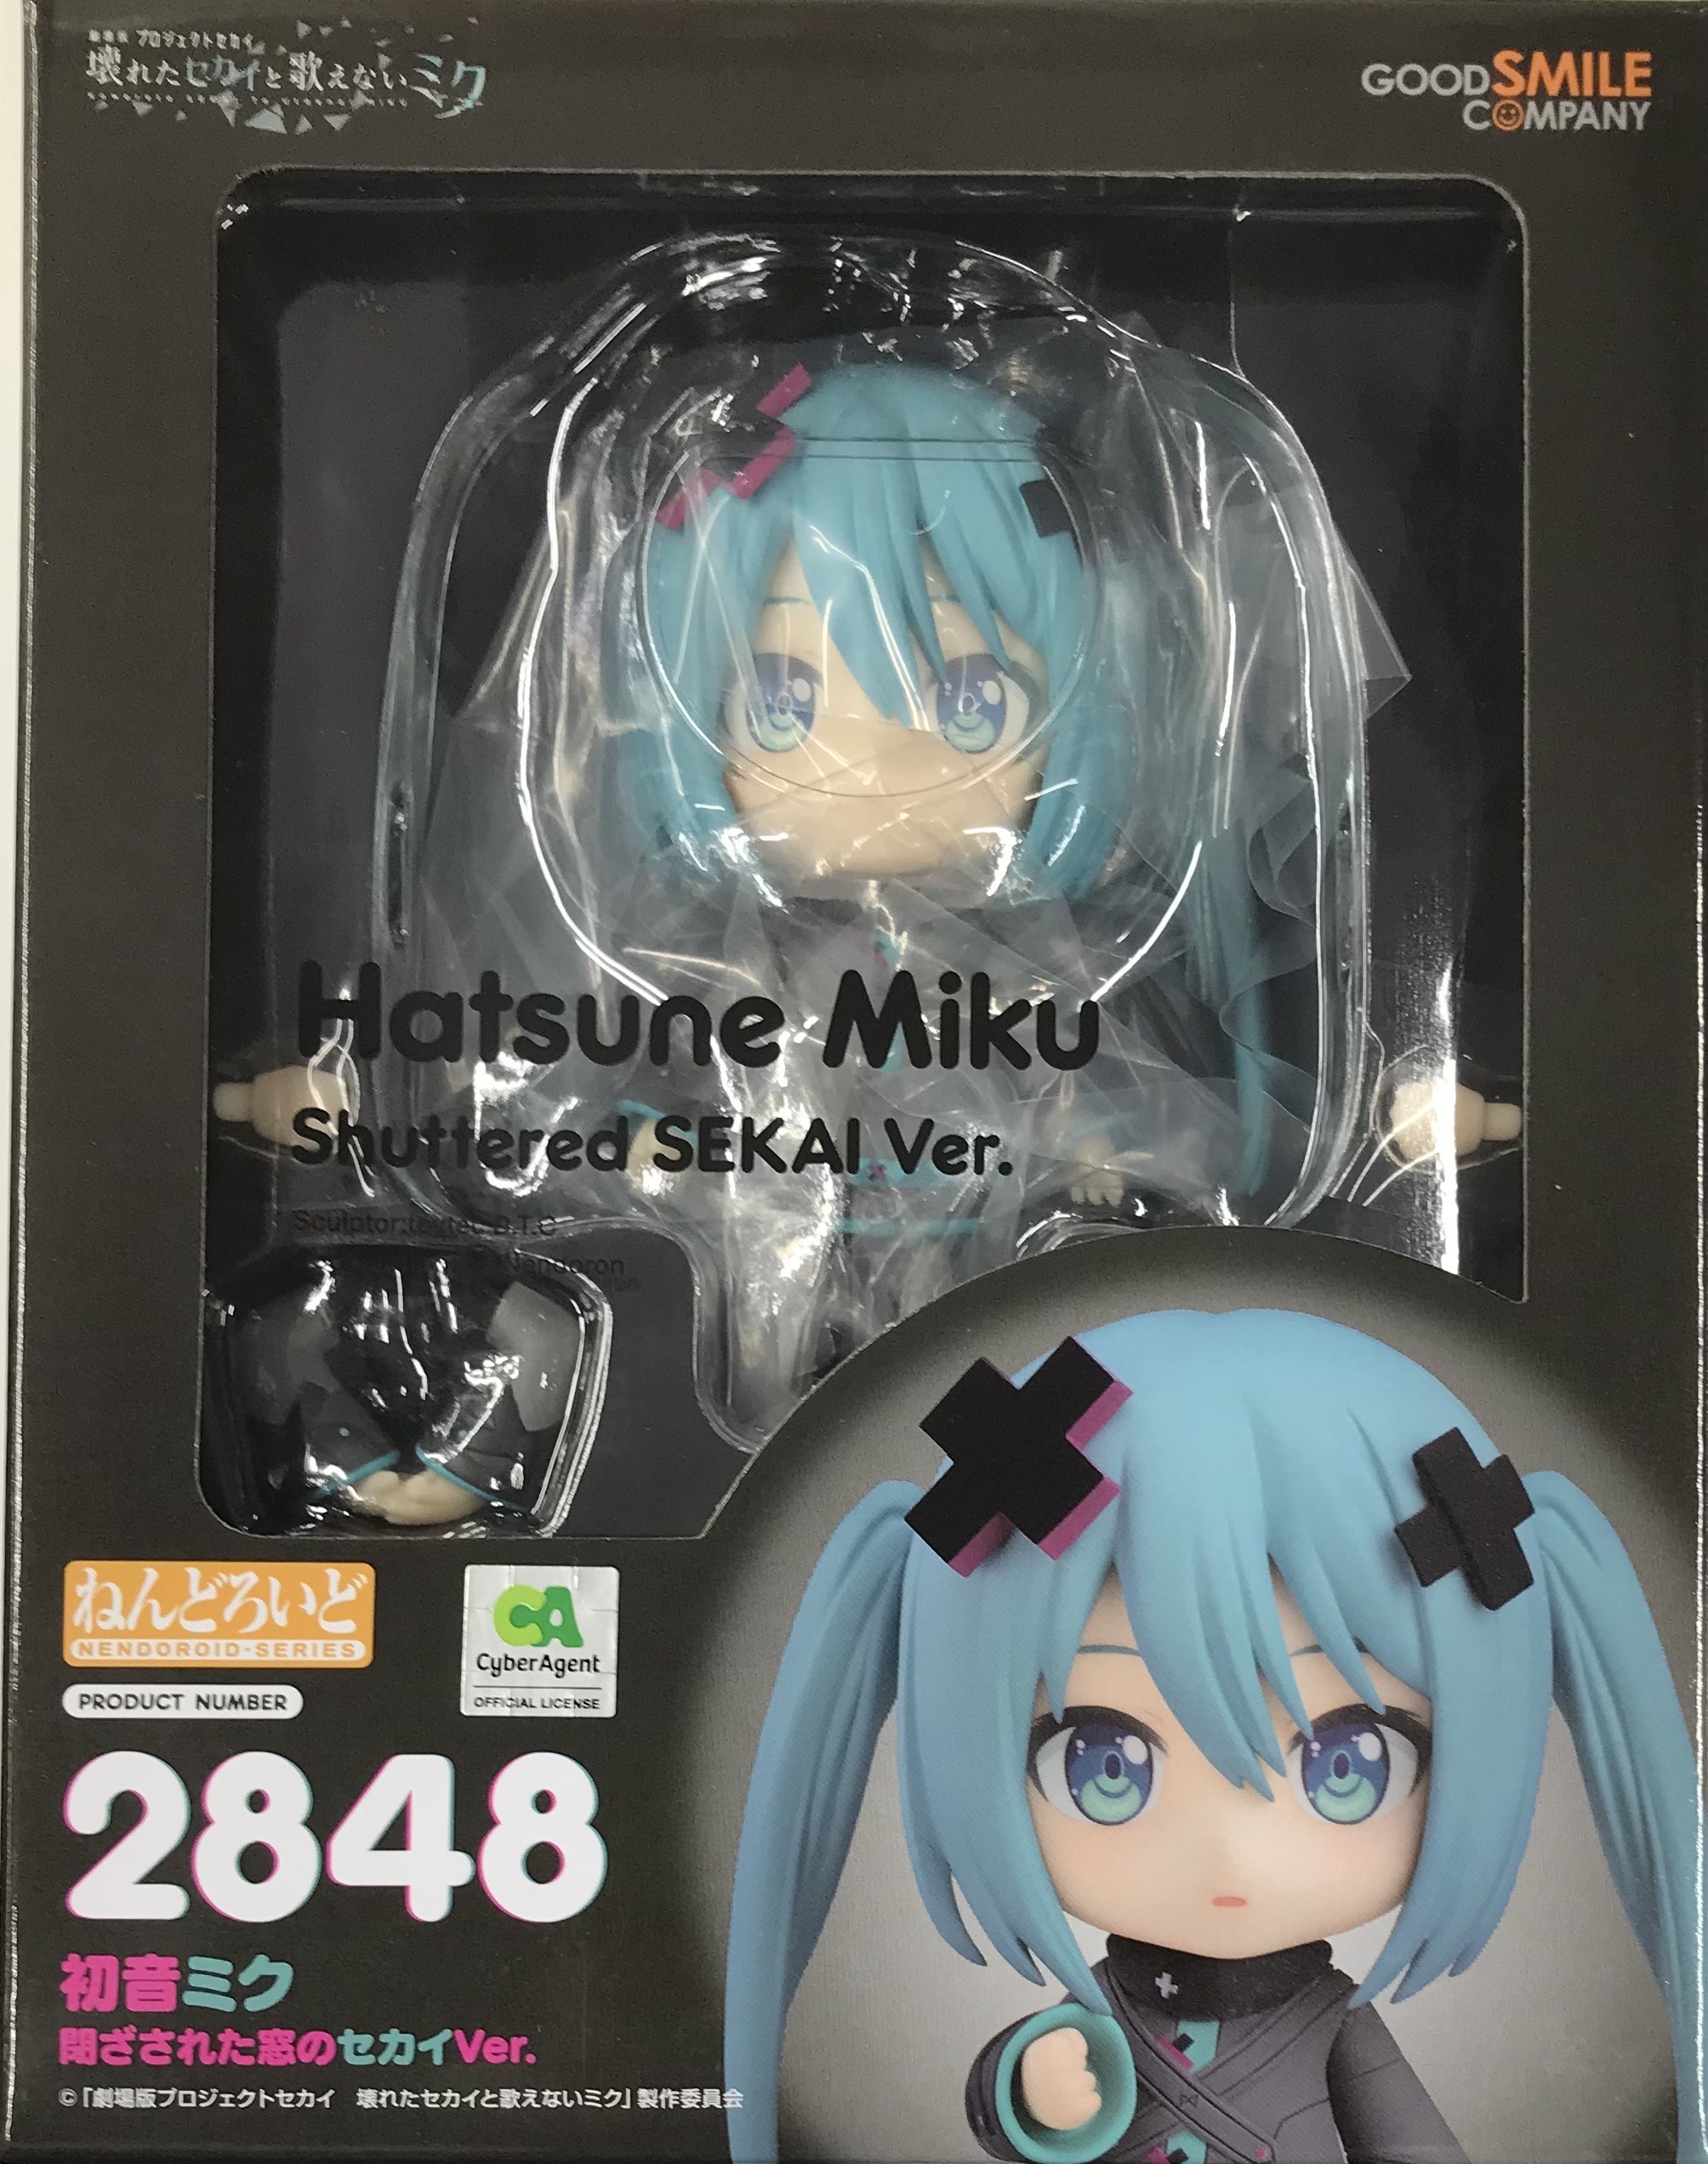 劇場版 プロジェクトセカイ
壊れたセカイと歌えないミク
GOOD SMILE
COMPANY
Hatsune Miku
Shuttered SEKAI Ver.
Sculptor: D.T.C
Nendoron
ねんどろいど
NENDOROID·SERIES
CA
CyberAgent
OFFICIAL LICENSE
PRODUCT NUMBER
2848
初音ミク
閉ざされた窓のセカイVer.
©「劇場版プロジェクトセカイ 壊れたセカイと歌えないミク」製作委員会